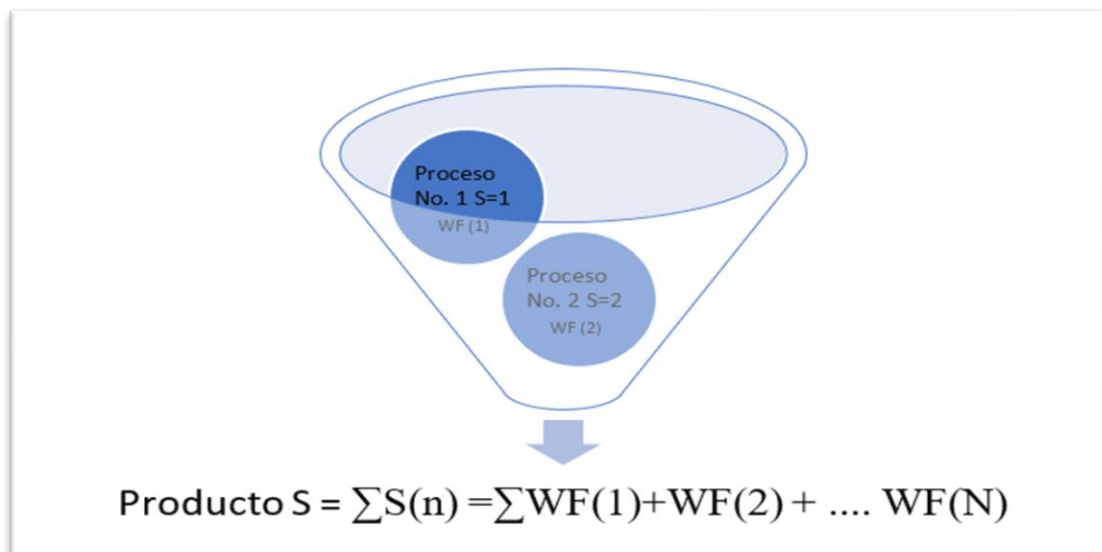 Proceso
No. 1 S=1
WF (1)
Proceso
No. 2 S=2
WF (2)
Producto S = ∑S(n) =∑WF(1)+WF(2) + .... WF(N)